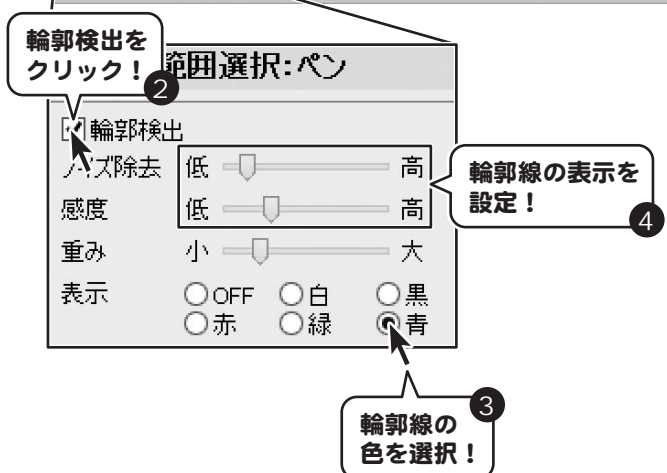 輪郭検出を
クリック！
2
範囲選択:ペン
輪郭検出
ノイズ除去 低 高
感度 低 高
重み 小 大
表示 OFF 白 黒
赤 緑 青
輪郭線の表示を
設定！
4
3
輪郭線の
色を選択！